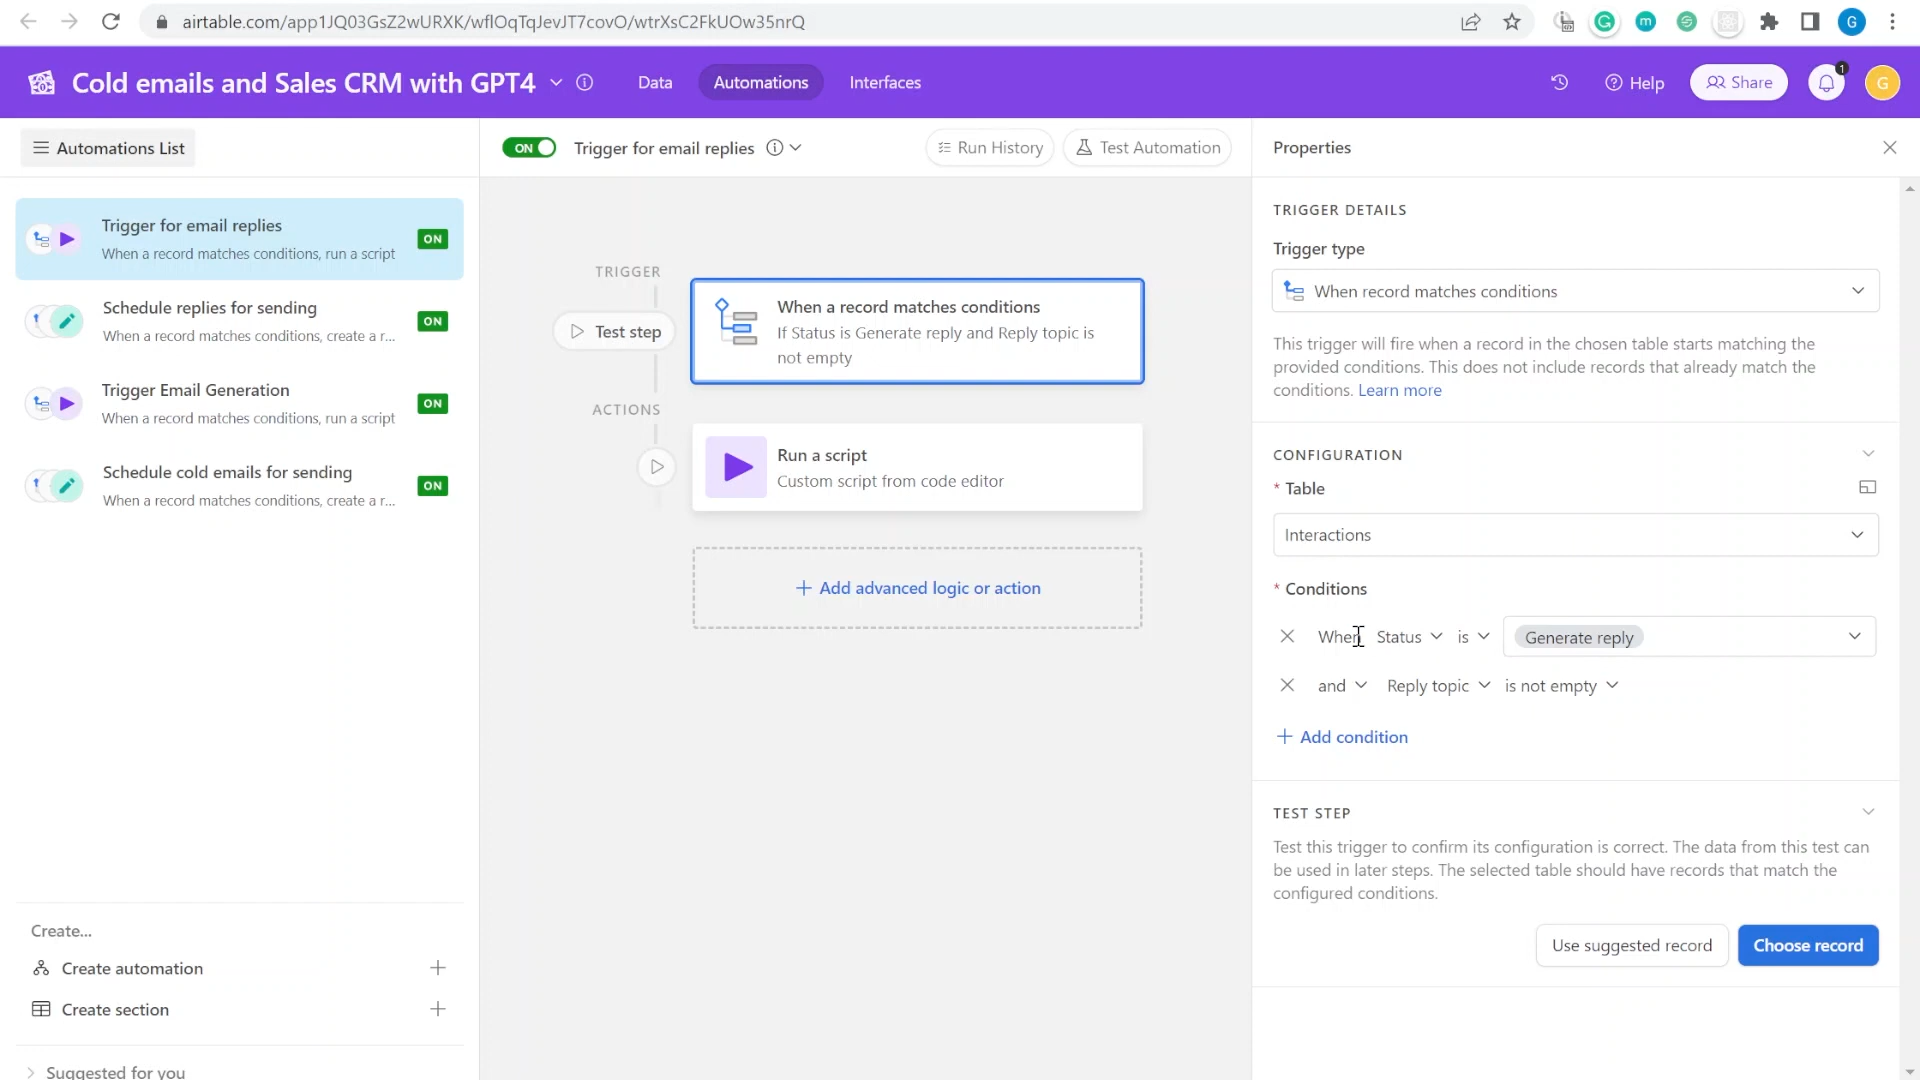 airtable.com/app1JQ03GsZ2wURXK/wflOqTqJevJT7covO/wtrXsC2FkUOw35nrQ
G
m
G
Cold emails and Sales CRM with GPT4
Data
Automations
Interfaces
Help
Share
1
G
Automations List
ON
Trigger for email replies
Run History
Test Automation
Properties
Trigger for email replies
When a record matches conditions, run a script
ON
Schedule replies for sending
When a record matches conditions, create a r...
ON
Trigger Email Generation
When a record matches conditions, run a script
ON
Schedule cold emails for sending
When a record matches conditions, create a r...
ON
Create...
Create automation
Create section
Suggested for you
TRIGGER
Test step
When a record matches conditions
If Status is Generate reply and Reply topic is
not empty
ACTIONS
Run a script
Custom script from code editor
Add advanced logic or action
TRIGGER DETAILS
Trigger type
When record matches conditions
This trigger will fire when a record in the chosen table starts matching the
provided conditions. This does not include records that already match the
conditions. Learn more
CONFIGURATION
* Table
Interactions
* Conditions
When Status is Generate reply
and Reply topic is not empty
+ Add condition
TEST STEP
Test this trigger to confirm its configuration is correct. The data from this test can
be used in later steps. The selected table should have records that match the
configured conditions.
Use suggested record
Choose record